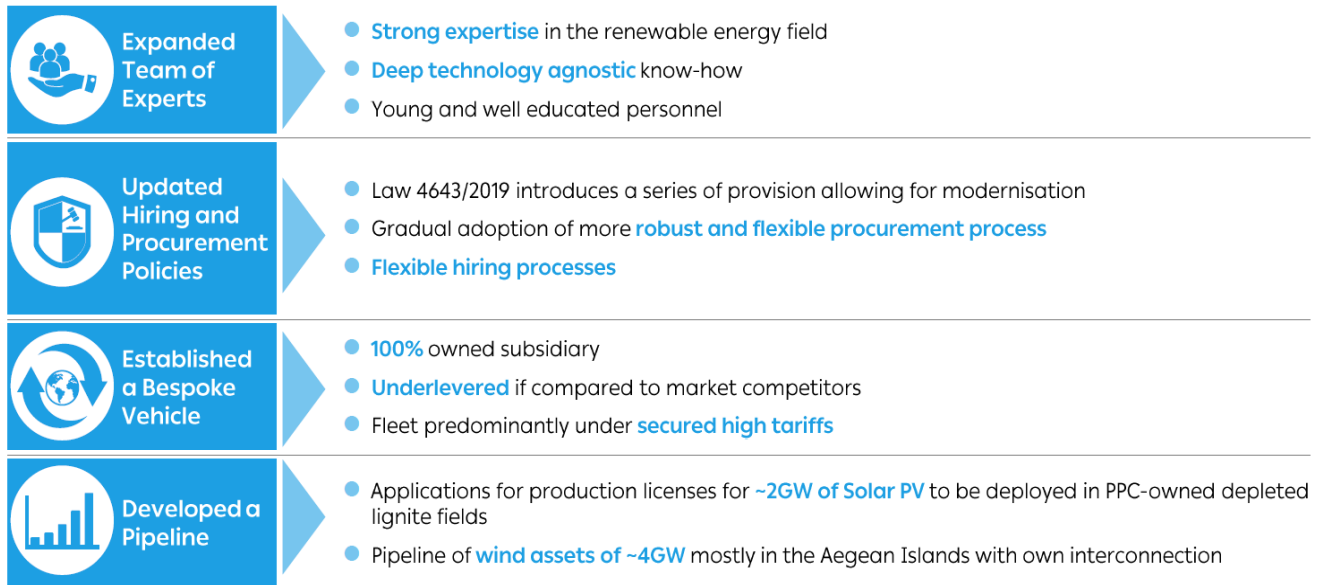 Expanded
Team of
Experts
Strong expertise in the renewable energy field
Deep technology agnostic know-how
Young and well educated personnel
Updated
Hiring and
Procurement
Policies
Law 4643/2019 introduces a series of provision allowing for modernisation
Gradual adoption of more robust and flexible procurement process
Flexible hiring processes
Established
a Bespoke
Vehicle
100% owned subsidiary
Underlevered if compared to market competitors
Fleet predominantly under secured high tariffs
Developed a
Pipeline
Applications for production licenses for ~2GW of Solar PV to be deployed in PPC-owned depleted
lignite fields
Pipeline of wind assets of ~4GW mostly in the Aegean Islands with own interconnection